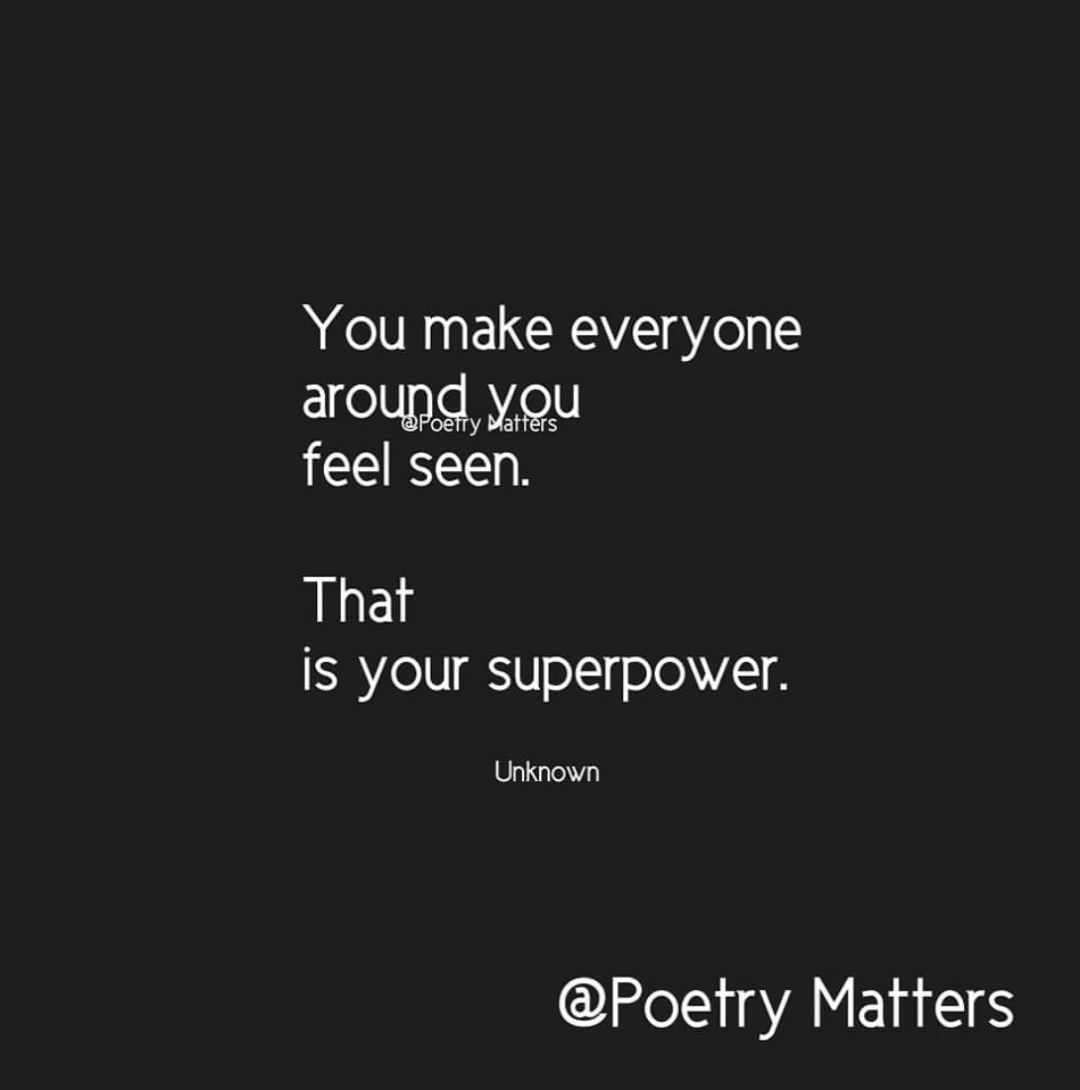 You make everyone
around you
@Poetry Matters
feel seen.
That
is your superpower.
Unknown
@Poetry Matters